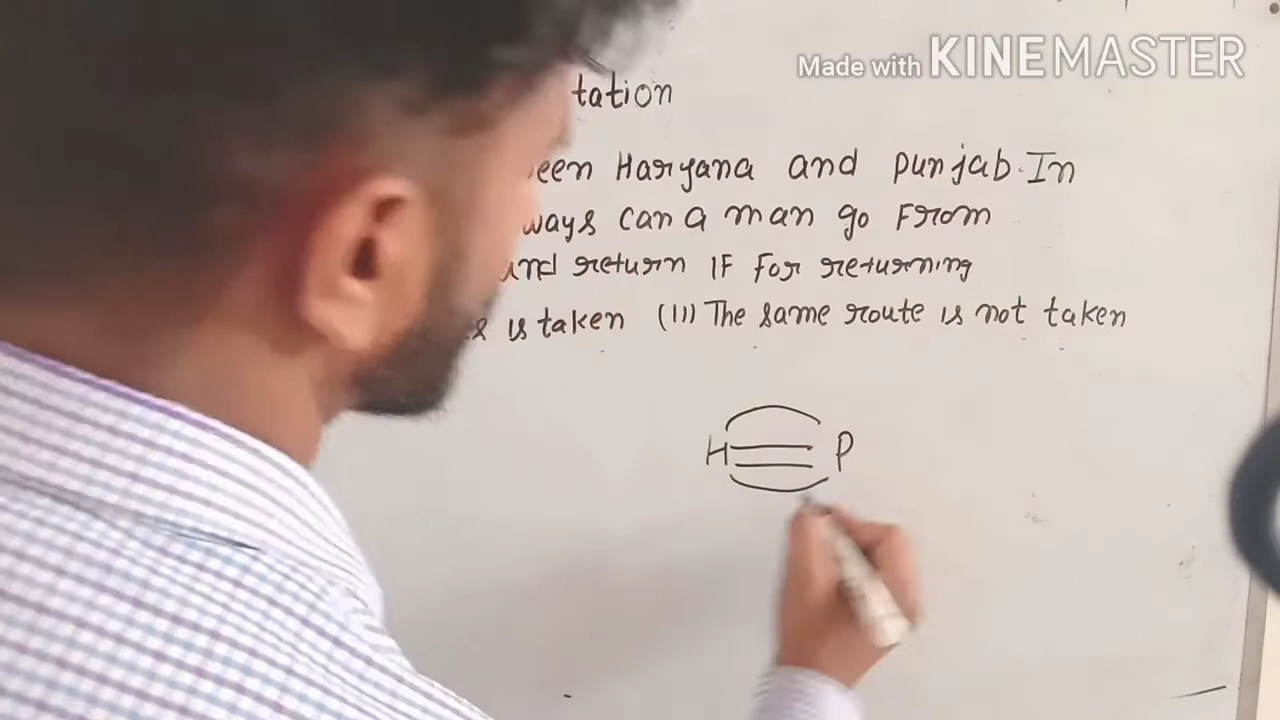 Made with KINEMASTER
tation
een Haryana and Punjab. In
ways can a man go From
and return IF for returning
is taken (II) The same route is not taken
H P